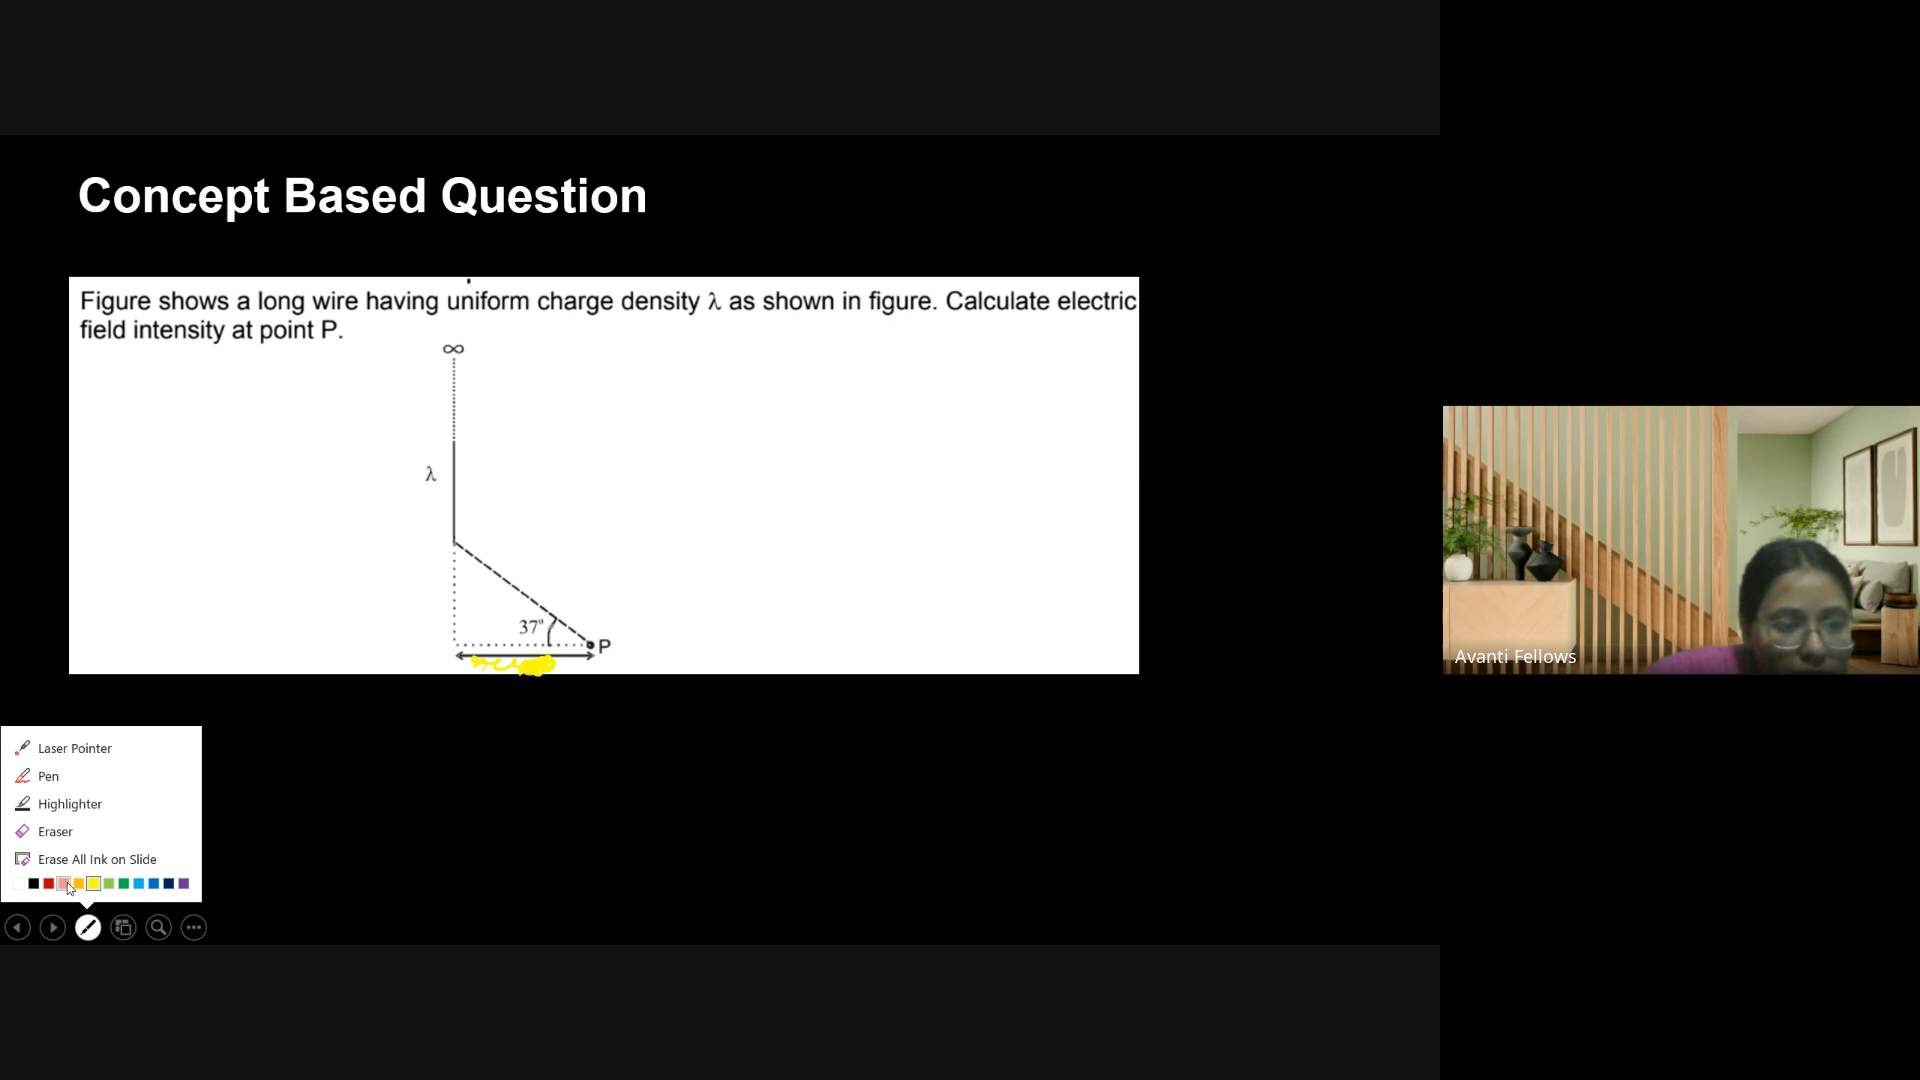 Concept Based Question
Figure shows a long wire having uniform charge density λ as shown in figure. Calculate electric
field intensity at point P.
∞
λ
37°
P
Avanti Fellows
Laser Pointer
Pen
Highlighter
Eraser
Erase All Ink on Slide